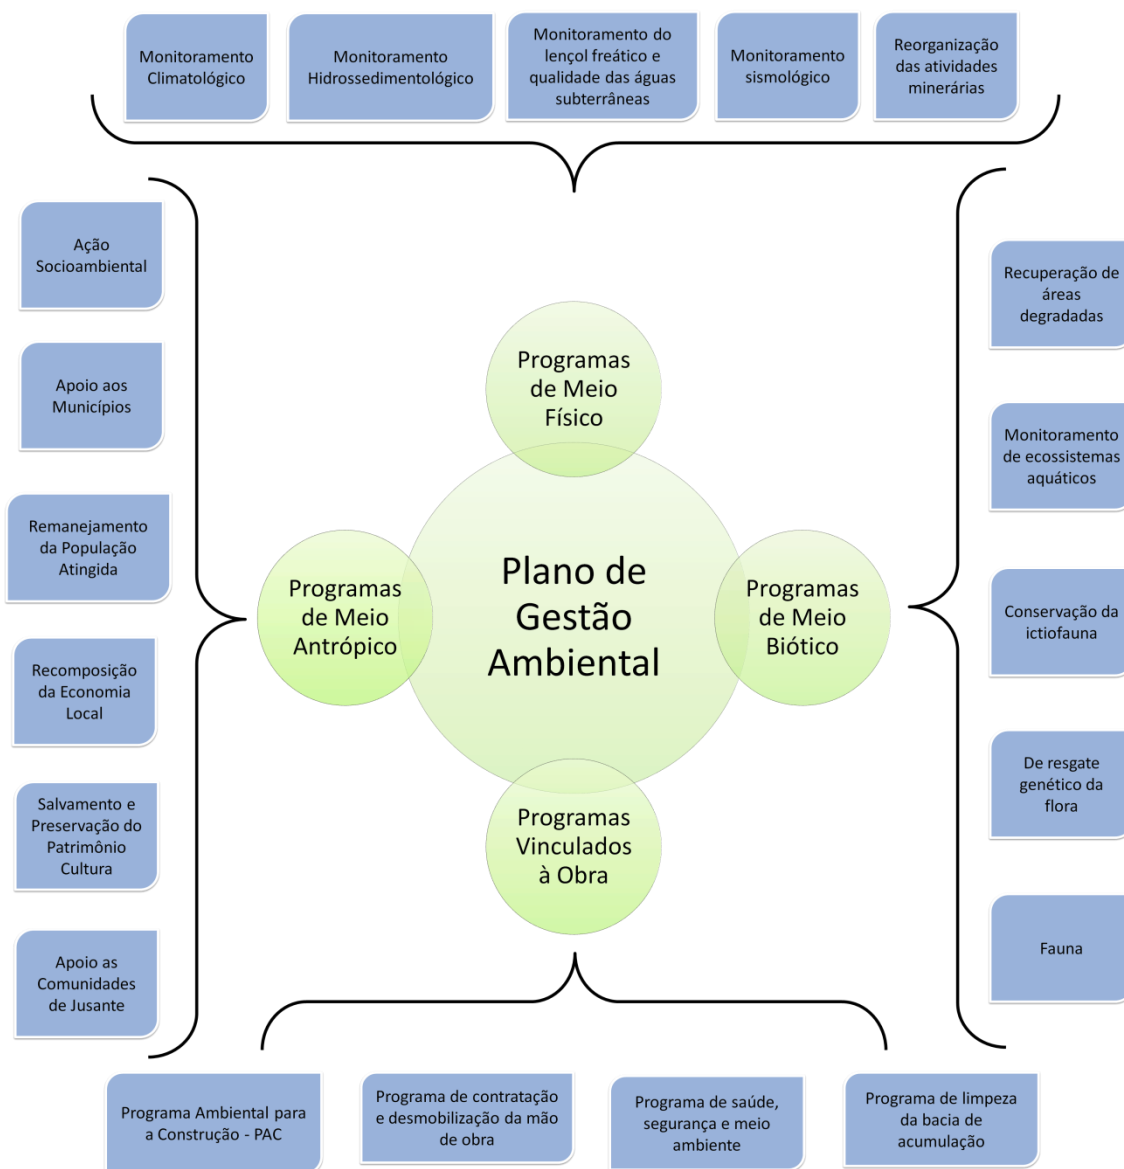 Monitoramento
Climatológico
Monitoramento
Hidrossedimentológico
Monitoramento do
lençol freático e
qualidade das águas
subterrâneas
Monitoramento
sismológico
Reorganização
das atividades
minerárias
Ação
Socioambiental
Apoio aos
Municípios
Remanejamento
da População
Atingida
Recomposição
da Economia
Local
Salvamento e
Preservação do
Patrimônio
Cultura
Apoio as
Comunidades
de Jusante
Programas
de Meio
Físico
Programas
de Meio
Antrópico
Plano de
Gestão
Ambiental
Programas
de Meio
Biótico
Programas
Vinculados
à Obra
Recuperação de
áreas
degradadas
Monitoramento
de ecossistemas
aquáticos
Conservação da
ictiofauna
De resgate
genético da
flora
Fauna
Programa Ambiental para
a Construção - PAC
Programa de contratação
e desmobilização da mão
de obra
Programa de saúde,
segurança e meio
ambiente
Programa de limpeza
da bacia de
acumulação